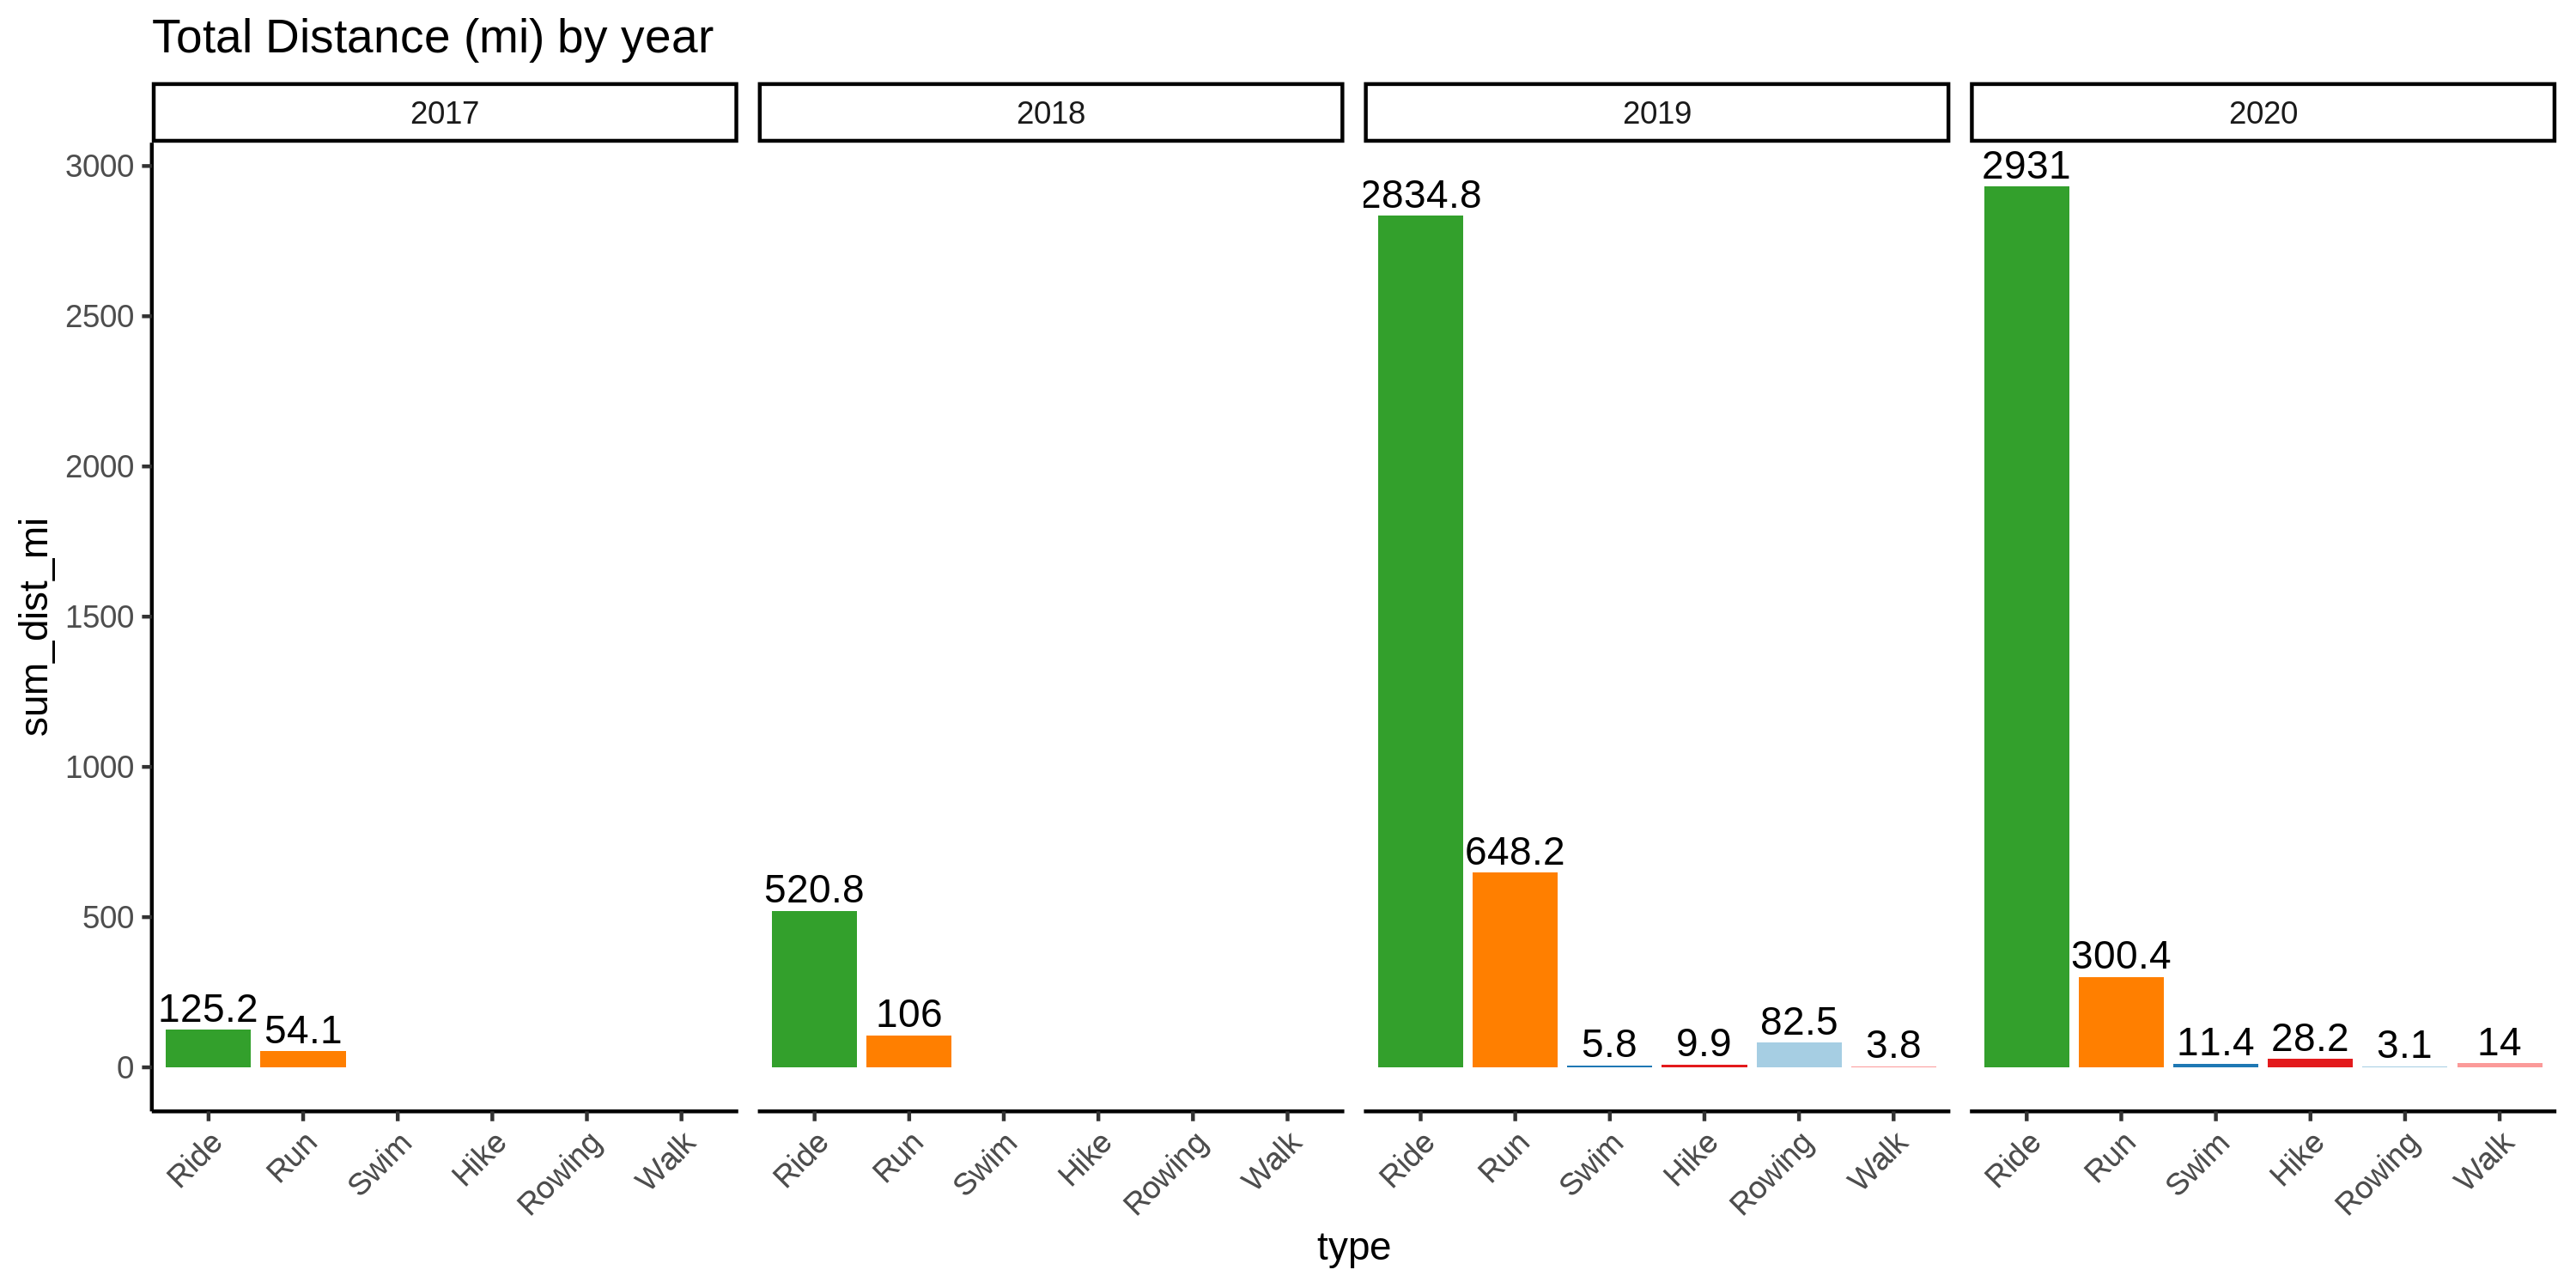 Total Distance (mi) by year
2017 2018 2019 2020
3000
2500
2000
1500
1000
500
0
sum_dist_mi
125.2 54.1
520.8 106
2834.8 648.2 5.8 9.9 82.5 3.8
2931 300.4 11.4 28.2 3.1 14
Ride Run Swim Hike Rowing Walk
Ride Run Swim Hike Rowing Walk
Ride Run Swim Hike Rowing Walk
Ride Run Swim Hike Rowing Walk
type